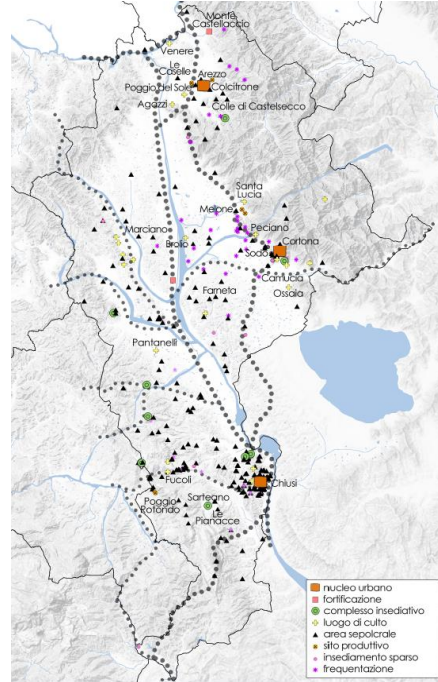 Monte
Castellaccio
Venere
Le
Caselle
Arezzo
Poggio del Sole
Colcitrone
Agazzi
Colle di Castelsecco
Santa
Lucia
Melone
Peciano
Marciano
Brolio
Cortona
Sodo
Camucia
Ossaia
Farneta
Pantanelli
Fucoli
Chiusi
Poggio
Rotondo
Sarteano
Le
Pianacce
nucleo urbano
fortificazione
complesso insediativo
luogo di culto
area sepolcrale
sito produttivo
insediamento sparso
frequentazione